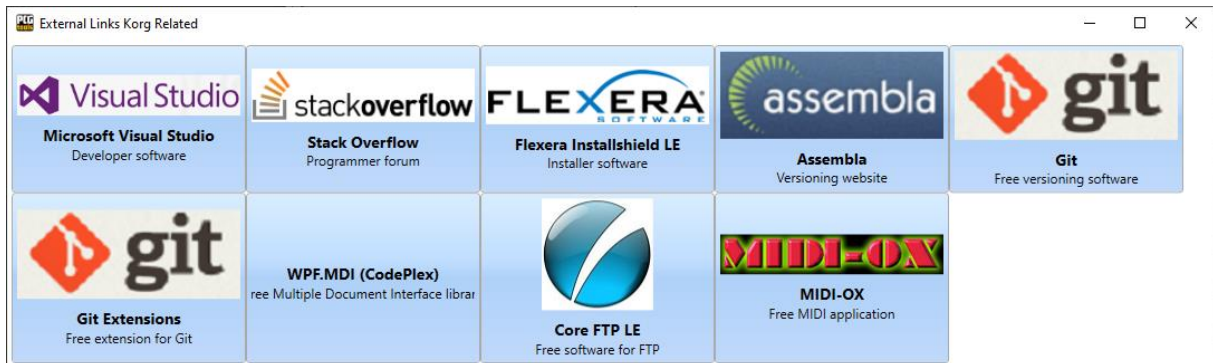 PCG
External Links Korg Related
Visual Studio
Microsoft Visual Studio
Developer software
stackoverflow
Stack Overflow
Programmer forum
FLEXERA
SOFTWARE
Flexera Installshield LE
Installer software
assembla
Assembla
Versioning website
git
Git
Free versioning software
git
Git Extensions
Free extension for Git
WPF.MDI (CodePlex)
ree Multiple Document Interface librar
Core FTP LE
Free software for FTP
MIDI-OX
MIDI-OX
Free MIDI application